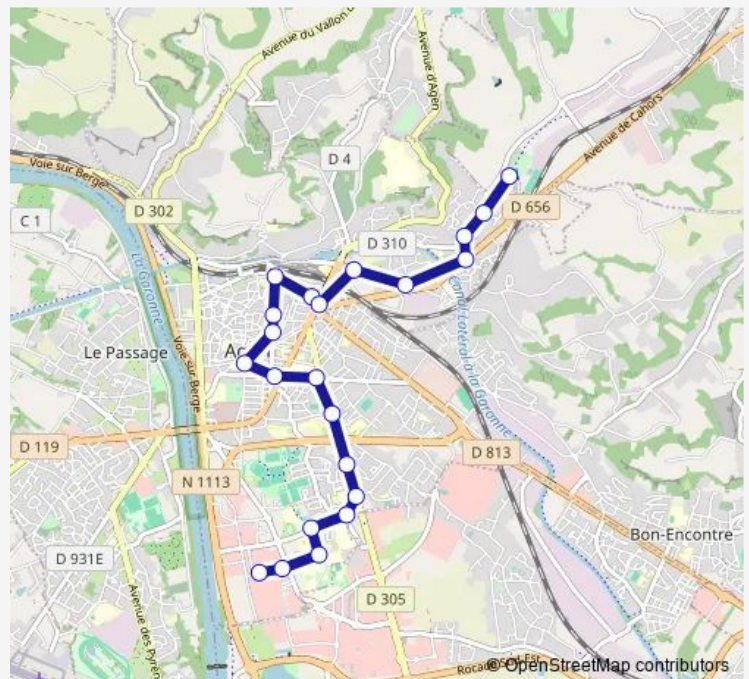 Avenue du Vallon d
Avenue d'Agen
Avenue de Cahors
D 4
Voie sur Berge
D 302
C 1
D 656
D 310
La Garonne
Canal Latéral à la Garonne
Le Passage
Voie sur Berge
D 119
D 813
N 1113
Bon-Encontre
D 931E
Avenue des Pyrén
D 305
© OpenStreetMap contributors